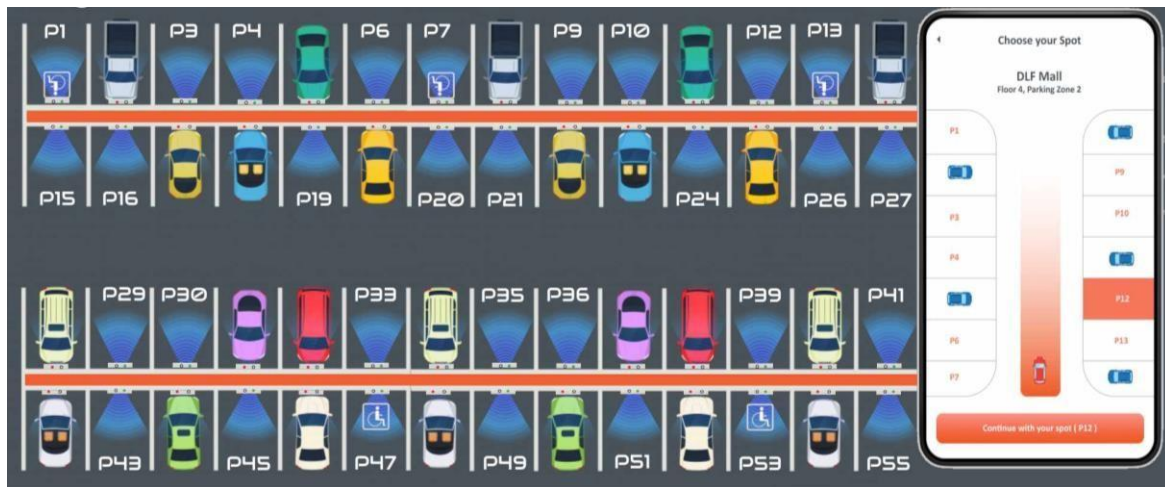 P1 P3 P4 P6 P7 P9 P10 P12 P13
P15 P16 P19 P20 P21 P24 P26 P27
P29 P30 P33 P35 P36 P39 P41
P43 P45 P47 P49 P51 P53 P55
Choose your Spot
DLF Mall
Floor 4, Parking Zone 2
P1
P9
P3 P10
P4
P12
P6 P13
P7
Continue with your spot ( P12 )